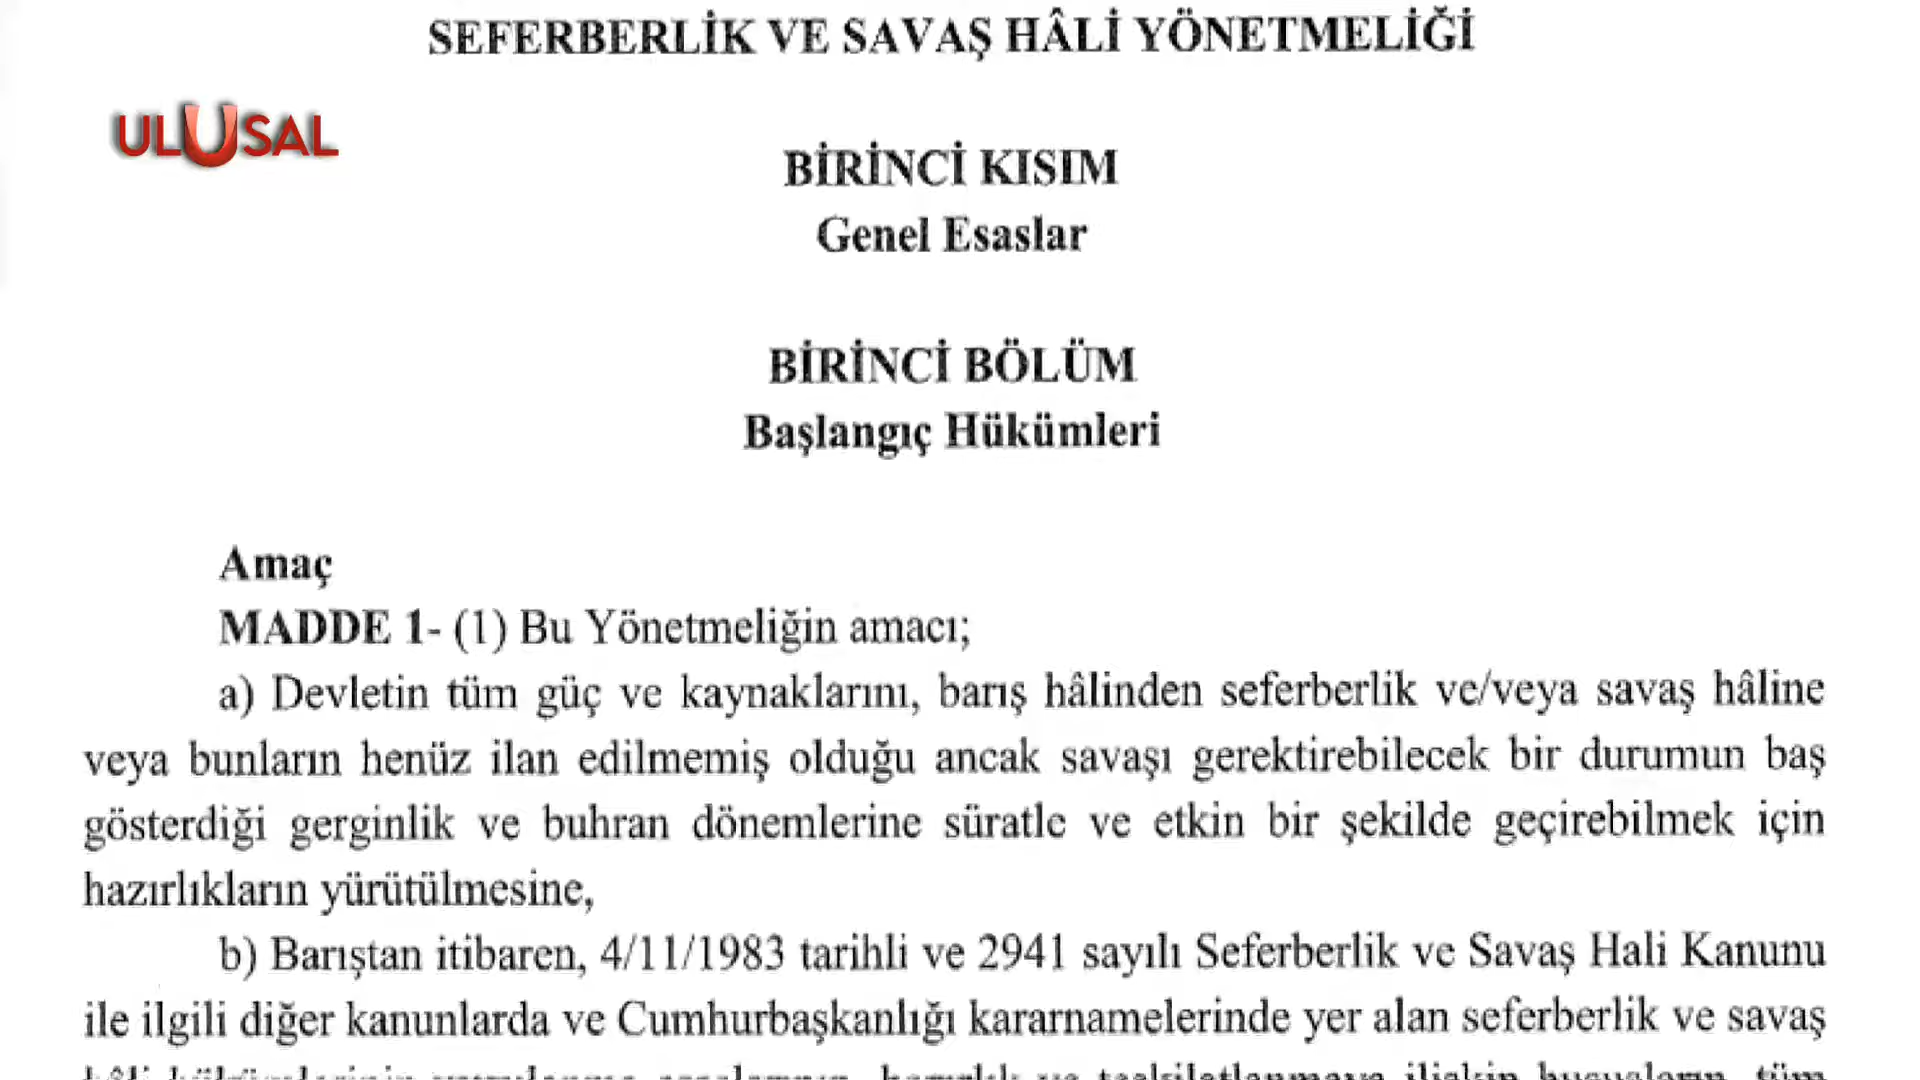 SEFERBERLİK VE SAVAŞ HÂLİ YÖNETMELİĞİ
ULUSAL
BİRİNCİ KISIM
Genel Esaslar
BİRİNCİ BÖLÜM
Başlangıç Hükümleri
Amaç
MADDE 1- (1) Bu Yönetmeliğin amacı;
a) Devletin tüm güç ve kaynaklarını, barış hâlinden seferberlik ve/veya savaş hâline
veya bunların henüz ilan edilmemiş olduğu ancak savaşı gerektirebilecek bir durumun baş
gösterdiği gerginlik ve buhran dönemlerine süratle ve etkin bir şekilde geçirebilmek için
hazırlıkların yürütülmesine,
b) Barıştan itibaren, 4/11/1983 tarihli ve 2941 sayılı Seferberlik ve Savaş Hali Kanunu
ile ilgili diğer kanunlarda ve Cumhurbaşkanlığı kararnamelerinde yer alan seferberlik ve savaş